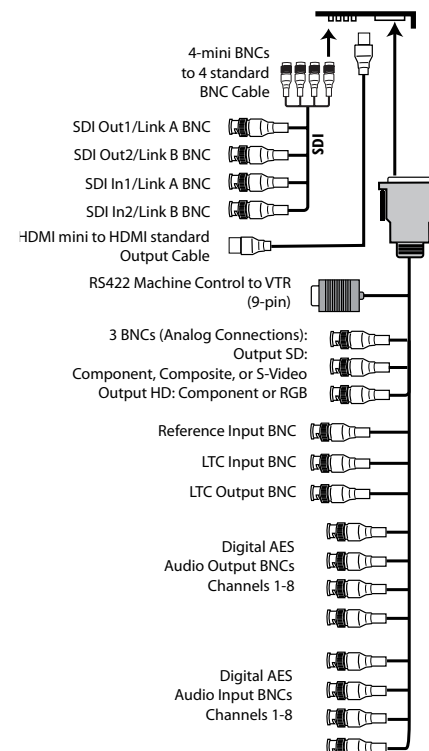 4-mini BNCs
to 4 standard
BNC Cable
SDI Out1/Link A BNC
SDI Out2/Link B BNC
SDI In1/Link A BNC
SDI In2/Link B BNC
SDI
HDMI mini to HDMI standard
Output Cable
RS422 Machine Control to VTR
(9-pin)
3 BNCs (Analog Connections):
Output SD:
Component, Composite, or S-Video
Output HD: Component or RGB
Reference Input BNC
LTC Input BNC
LTC Output BNC
Digital AES
Audio Output BNCs
Channels 1-8
Digital AES
Audio Input BNCs
Channels 1-8